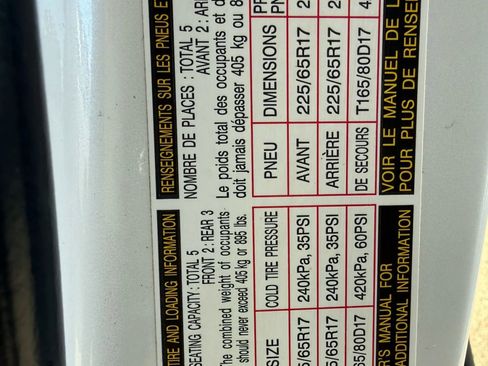 TIRE AND LOADING INFORMATION
SEATING CAPACITY: TOTAL 5
FRONT 2 : REAR 3
The combined weight of occupants
should never exceed 405 kg or 895 lbs.
SIZE COLD TIRE PRESSURE
5/65R17 240kPa, 35PSI
5/65R17 240kPa, 35PSI
65/80D17 420kPa, 60PSI
ER'S MANUAL FOR
ADDITIONAL INFORMATION
RENSEIGNEMENTS SUR LES PNEUS ET
NOMBRE DE PLACES : TOTAL 5
AVANT 2 : AR
Le poids total des occupants et d
doit jamais dépasser 405 kg ou 8
PNEU DIMENSIONS
AVANT 225/65R17
ARRIÈRE 225/65R17
DE SECOURS T165/80D17
VOIR LE MANUEL DE L
POUR PLUS DE RENSE